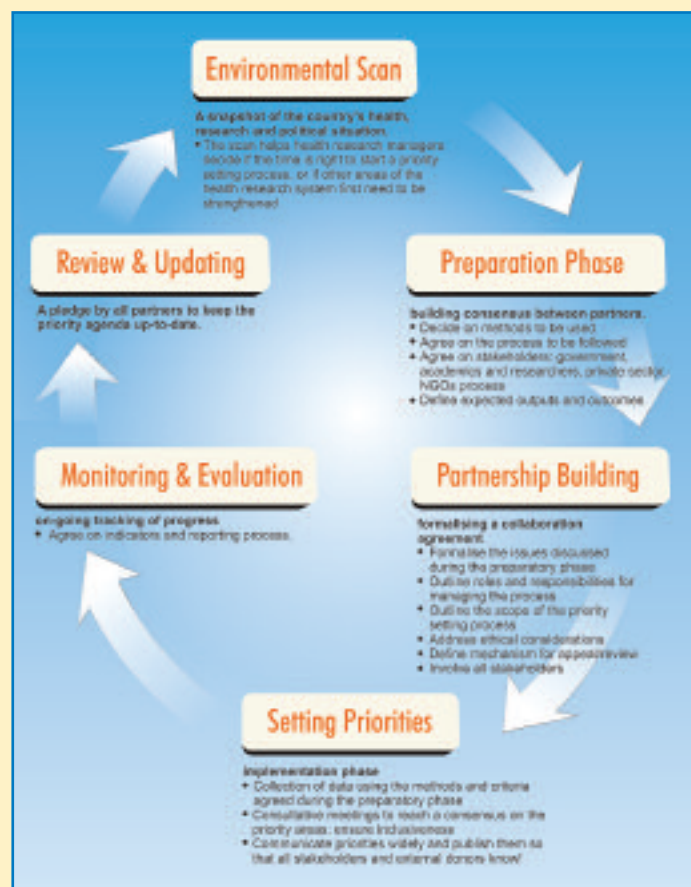 Environmental Scan
A snapshot of the country's health,
research and political situation.
• The scan helps health research managers
decide if the time is right to start a priority
setting process, or if other areas of the
health research system first need to be
strengthened
Preparation Phase
building consensus between partners.
• Decide on methods to be used
• Agree on the process to be followed
• Agree on stakeholders: government,
academics and researchers, private sector,
NGOs process
• Define expected outputs and outcomes
Partnership Building
formalising a collaboration
agreement
• Formalise the issues discussed
during the preparatory phase
• Outline roles and responsibilities for
managing the process
• Outline the scope of the priority
setting process
• Address ethical considerations
• Define mechanism for
• Involve all stakeholders
Setting Priorities
implementation phase
• Collection of data using the methods and criteria
agreed during the preparatory phase
• Consultative meetings to reach a consensus on the
priority areas: ensure inclusiveness
• Communicate priorities widely and publish them so
that all stakeholders and external donors know!
Monitoring & Evaluation
on-going tracking of progress
• Agree on indicators and reporting process.
Review & Updating
A pledge by all partners to keep the
priority agenda up-to-date.